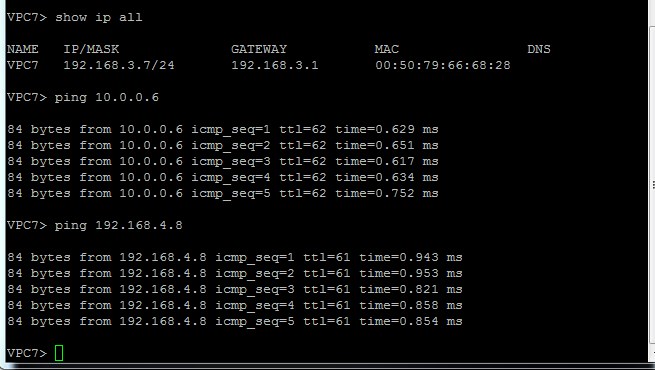 VPC7> show ip all
NAME   IP/MASK              GATEWAY           MAC                DNS
VPC7   192.168.3.7/24       192.168.3.1       00:50:79:66:68:28
VPC7> ping 10.0.0.6
84 bytes from 10.0.0.6 icmp_seq=1 ttl=62 time=0.629 ms
84 bytes from 10.0.0.6 icmp_seq=2 ttl=62 time=0.651 ms
84 bytes from 10.0.0.6 icmp_seq=3 ttl=62 time=0.617 ms
84 bytes from 10.0.0.6 icmp_seq=4 ttl=62 time=0.634 ms
84 bytes from 10.0.0.6 icmp_seq=5 ttl=62 time=0.752 ms
VPC7> ping 192.168.4.8
84 bytes from 192.168.4.8 icmp_seq=1 ttl=61 time=0.943 ms
84 bytes from 192.168.4.8 icmp_seq=2 ttl=61 time=0.953 ms
84 bytes from 192.168.4.8 icmp_seq=3 ttl=61 time=0.821 ms
84 bytes from 192.168.4.8 icmp_seq=4 ttl=61 time=0.858 ms
84 bytes from 192.168.4.8 icmp_seq=5 ttl=61 time=0.854 ms
VPC7>